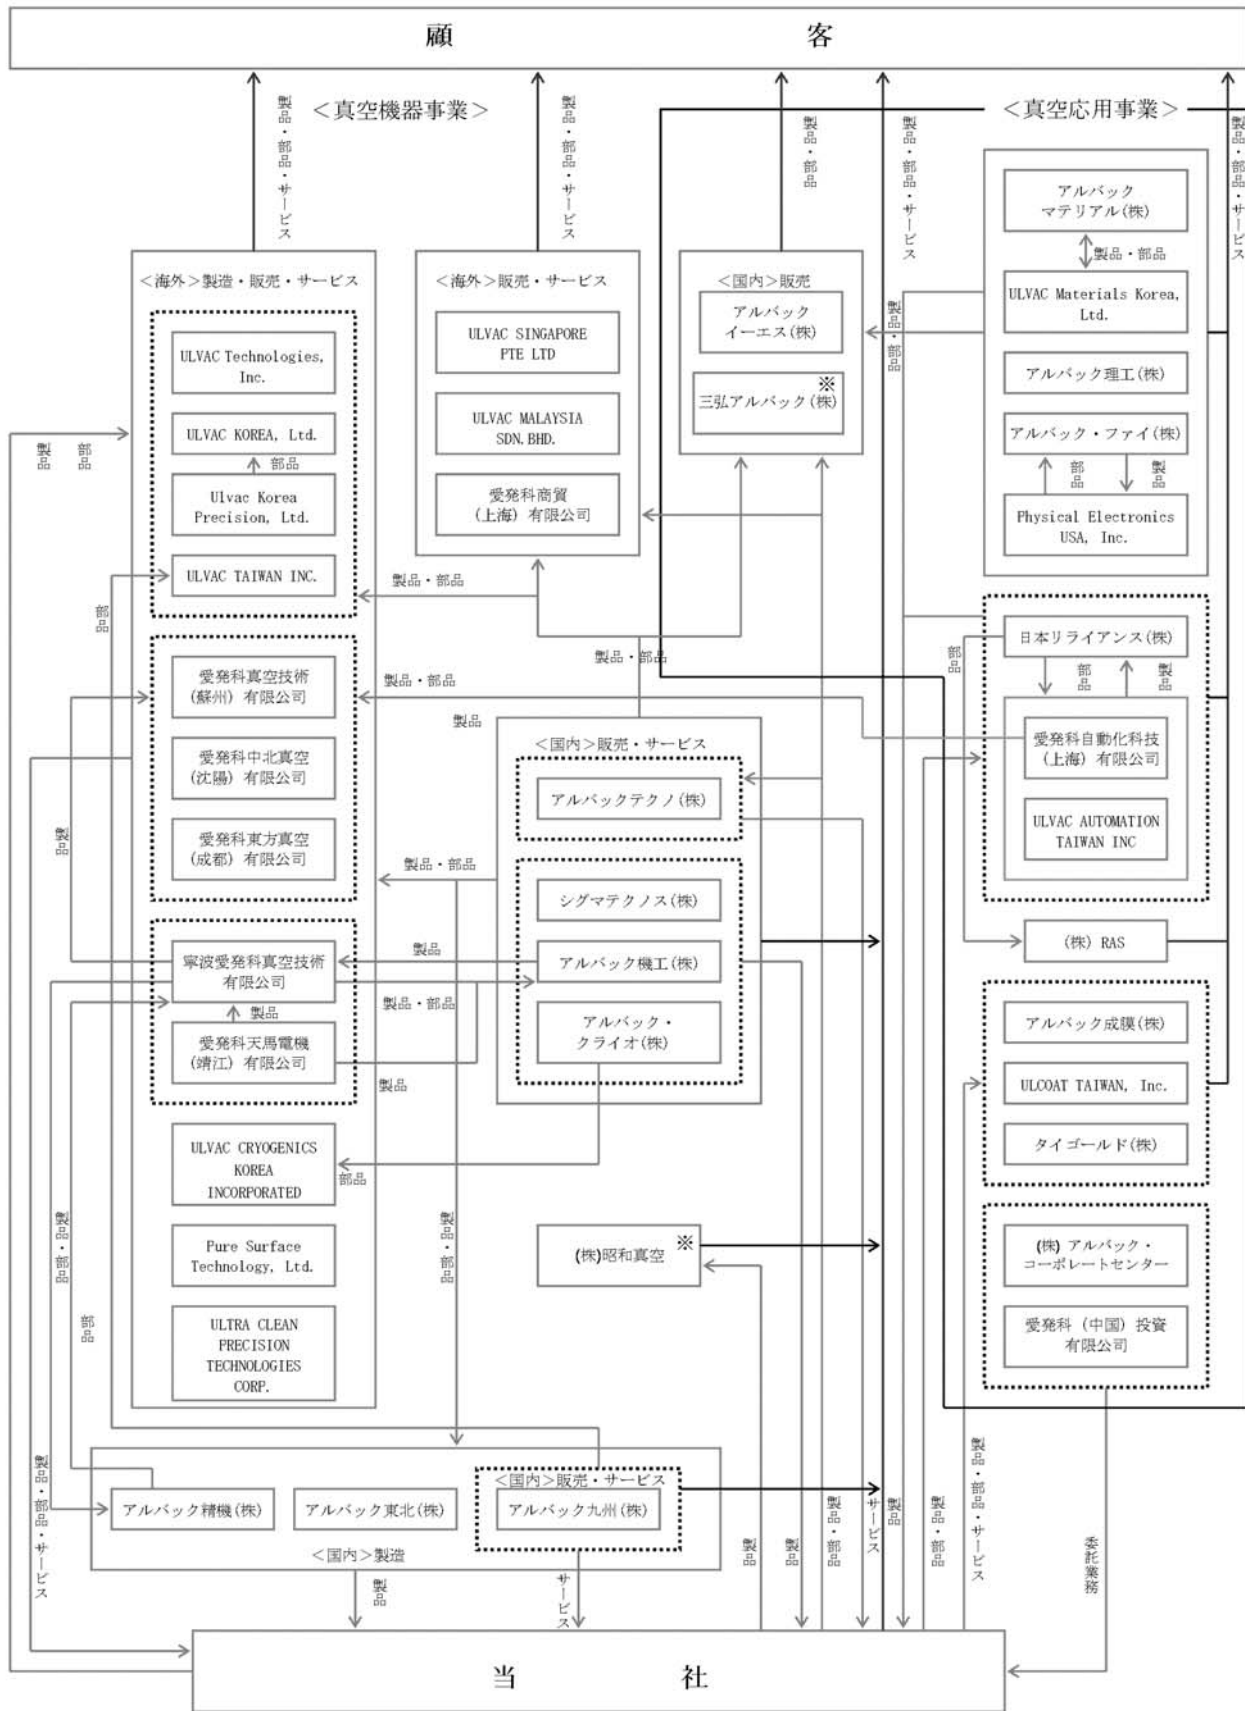 顧客
＜真空機器事業＞
＜真空応用事業＞
製品・部品・サービス
製品・部品・サービス
製品・部品
製品・部品・サービス
製品・部品・サービス
＜海外＞製造・販売・サービス
ULVAC Technologies,
Inc.
ULVAC KOREA, Ltd.
部品
Ulvac Korea
Precision, Ltd.
ULVAC TAIWAN INC.
愛発科真空技術
(蘇州) 有限公司
愛発科中北真空
(沈陽) 有限公司
愛発科東方真空
(成都) 有限公司
寧波愛発科真空技術
有限公司
製品
愛発科天馬電機
(靖江) 有限公司
ULVAC CRYOGENICS
KOREA
INCORPORATED
Pure Surface
Technology, Ltd.
ULTRA CLEAN
PRECISION
TECHNOLOGIES
CORP.
＜海外＞販売・サービス
ULVAC SINGAPORE
PTE LTD
ULVAC MALAYSIA
SDN.BHD.
愛発科商貿
(上海) 有限公司
＜国内＞販売
アルバック
イーエス(株)
※
三弘アルバック(株)
製品・部品
アルバック
マテリアル(株)
製品・部品
ULVAC Materials Korea,
Ltd.
アルバック理工(株)
アルバック・ファイ(株)
部品
製品
Physical Electronics
USA, Inc.
日本リライアンス(株)
部品
部品
製品
愛発科自動化科技
(上海) 有限公司
ULVAC AUTOMATION
TAIWAN INC
(株) RAS
アルバック成膜(株)
ULCOAT TAIWAN, Inc.
タイゴールド(株)
(株) アルバック・
コーポレートセンター
愛発科 (中国) 投資
有限公司
製品
部品
部品
製品・部品
製品・部品
製品・部品
製品
＜国内＞販売・サービス
アルバックテクノ(株)
シグマテクノス(株)
アルバック機工(株)
アルバック・
クライオ(株)
製品
製品・部品
製品
製品・部品
製品
部品
製品・部品
製品・部品
部品
(株)昭和真空
※
＜国内＞販売・サービス
アルバック精機(株)
アルバック東北(株)
アルバック九州(株)
＜国内＞製造
製品・部品・サービス
製品
サービス
製品
製品
製品・部品
サービス
製品
製品・部品
製品・部品・サービス
委託業務
当社